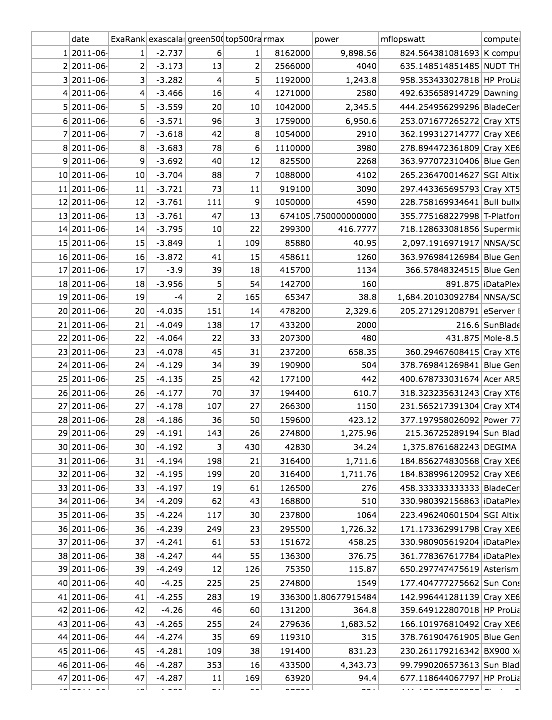 date ExaRank exascala green500 top500ra rmax power mflopswatt compute
1 2011-06- 1 -2.737 6 1 8162000 9,898.56 824.564381081693 K compu
2 2011-06- 2 -3.173 13 2 2566000 4040 635.148514851485 NUDT TH
3 2011-06- 3 -3.282 4 5 1192000 1,243.8 958.353433027818 HP ProLia
4 2011-06- 4 -3.466 16 4 1271000 2580 492.635658914729 Dawning
5 2011-06- 5 -3.559 20 10 1042000 2,345.5 444.254956299296 BladeCer
6 2011-06- 6 -3.571 96 3 1759000 6,950.6 253.071677265272 Cray XT5
7 2011-06- 7 -3.618 42 8 1054000 2910 362.199312714777 Cray XE6
8 2011-06- 8 -3.683 78 6 1110000 3980 278.894472361809 Cray XE6
9 2011-06- 9 -3.692 40 12 825500 2268 363.977072310406 Blue Gen
10 2011-06- 10 -3.704 88 7 1088000 4102 265.236470014627 SGI Altix
11 2011-06- 11 -3.721 73 11 919100 3090 297.443365695793 Cray XT5
12 2011-06- 12 -3.761 111 9 1050000 4590 228.758169934641 Bull bullx
13 2011-06- 13 -3.761 47 13 674105 .750000000000 355.775168227998 T-Platfor
14 2011-06- 14 -3.795 10 22 299300 416.7777 718.128633081856 Supermic
15 2011-06- 15 -3.849 1 109 85880 40.95 2,097.1916971917 NNSA/SC
16 2011-06- 16 -3.872 41 15 458611 1260 363.976984126984 Blue Gen
17 2011-06- 17 -3.9 39 18 415700 1134 366.57848324515 Blue Gen
18 2011-06- 18 -3.956 5 54 142700 160 891.875 iDataPlex
19 2011-06- 19 -4 2 165 65347 38.8 1,684.20103092784 NNSA/SC
20 2011-06- 20 -4.035 151 14 478200 2,329.6 205.271291208791 eServer
21 2011-06- 21 -4.049 138 17 433200 2000 216.6 SunBlade
22 2011-06- 22 -4.064 22 33 207300 480 431.875 Mole-8.5
23 2011-06- 23 -4.078 45 31 237200 658.35 360.29467608415 Cray XT6
24 2011-06- 24 -4.129 34 39 190900 504 378.769841269841 Blue Gen
25 2011-06- 25 -4.135 25 42 177100 442 400.678733031674 Acer AR5
26 2011-06- 26 -4.177 70 37 194400 610.7 318.323235631243 Cray XT6
27 2011-06- 27 -4.178 107 27 266300 1150 231.565217391304 Cray XT4
28 2011-06- 28 -4.186 36 50 159600 423.12 377.197958026092 Power 77
29 2011-06- 29 -4.191 143 26 274800 1,275.96 215.36725289194 Sun Blad
30 2011-06- 30 -4.192 3 430 42830 34.24 1,375.8761682243 DEGIMA
31 2011-06- 31 -4.194 198 21 316400 1,711.6 184.856274830568 Cray XE6
32 2011-06- 32 -4.195 199 20 316400 1,711.76 184.838996120952 Cray XE6
33 2011-06- 33 -4.197 19 61 126500 276 458.333333333333 BladeCer
34 2011-06- 34 -4.209 62 43 168800 510 330.980392156863 iDataPlex
35 2011-06- 35 -4.224 117 30 237800 1064 223.496240601504 SGI Altix
36 2011-06- 36 -4.239 249 23 295500 1,726.32 171.173362991798 Cray XE6
37 2011-06- 37 -4.241 61 53 151672 458.25 330.980905619204 iDataPlex
38 2011-06- 38 -4.247 44 55 136300 376.75 361.778367617784 iDataPlex
39 2011-06- 39 -4.249 12 126 75350 115.87 650.297747475619 Asterism
40 2011-06- 40 -4.25 225 25 274800 1549 177.404777275662 Sun Cons
41 2011-06- 41 -4.255 283 19 336300 1.80677915484 142.996441281139 Cray XE6
42 2011-06- 42 -4.26 46 60 131200 364.8 359.649122807018 HP ProLia
43 2011-06- 43 -4.265 255 24 279636 1,683.52 166.101976810492 Cray XE6
44 2011-06- 44 -4.274 35 69 119310 315 378.761904761905 Blue Gen
45 2011-06- 45 -4.281 109 38 191400 831.23 230.261179216342 BX900 X
46 2011-06- 46 -4.287 353 16 433500 4,343.73 99.7990206573613 Sun Blad
47 2011-06- 47 -4.287 11 169 63920 94.4 677.118644067797 HP ProLia